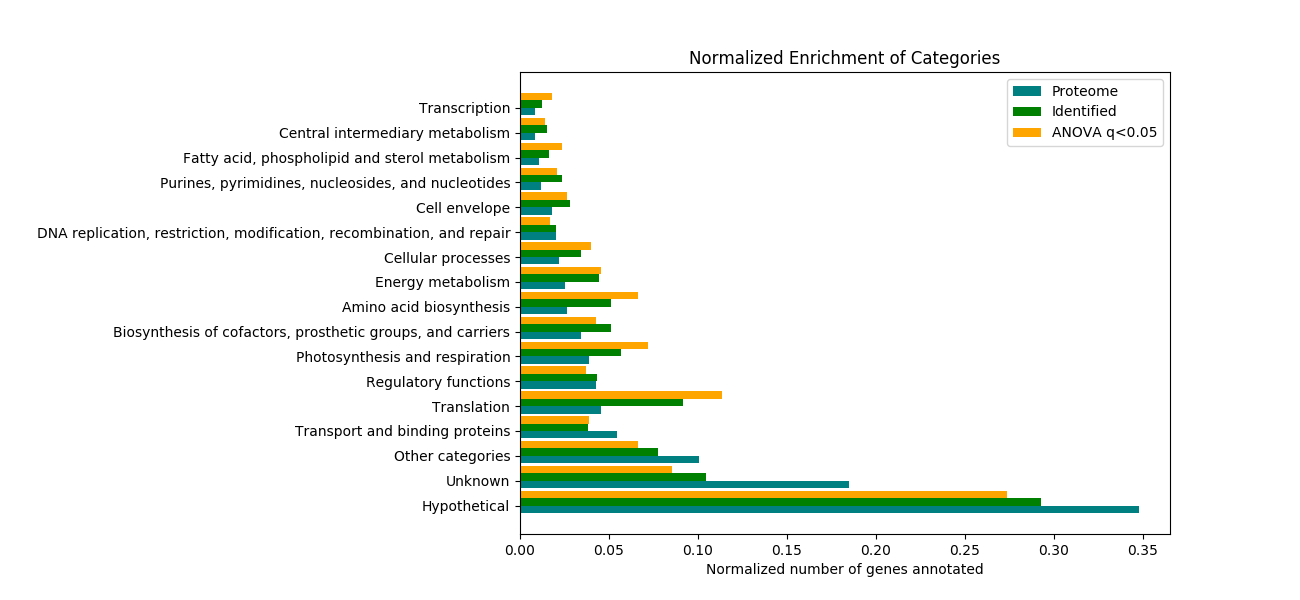 Normalized Enrichment of Categories
Proteome
Identified
ANOVA q<0.05
Transcription
Central intermediary metabolism
Fatty acid, phospholipid and sterol metabolism
Purines, pyrimidines, nucleosides, and nucleotides
Cell envelope
DNA replication, restriction, modification, recombination, and repair
Cellular processes
Energy metabolism
Amino acid biosynthesis
Biosynthesis of cofactors, prosthetic groups, and carriers
Photosynthesis and respiration
Regulatory functions
Translation
Transport and binding proteins
Other categories
Unknown
Hypothetical
0.00 0.05 0.10 0.15 0.20 0.25 0.30 0.35
Normalized number of genes annotated